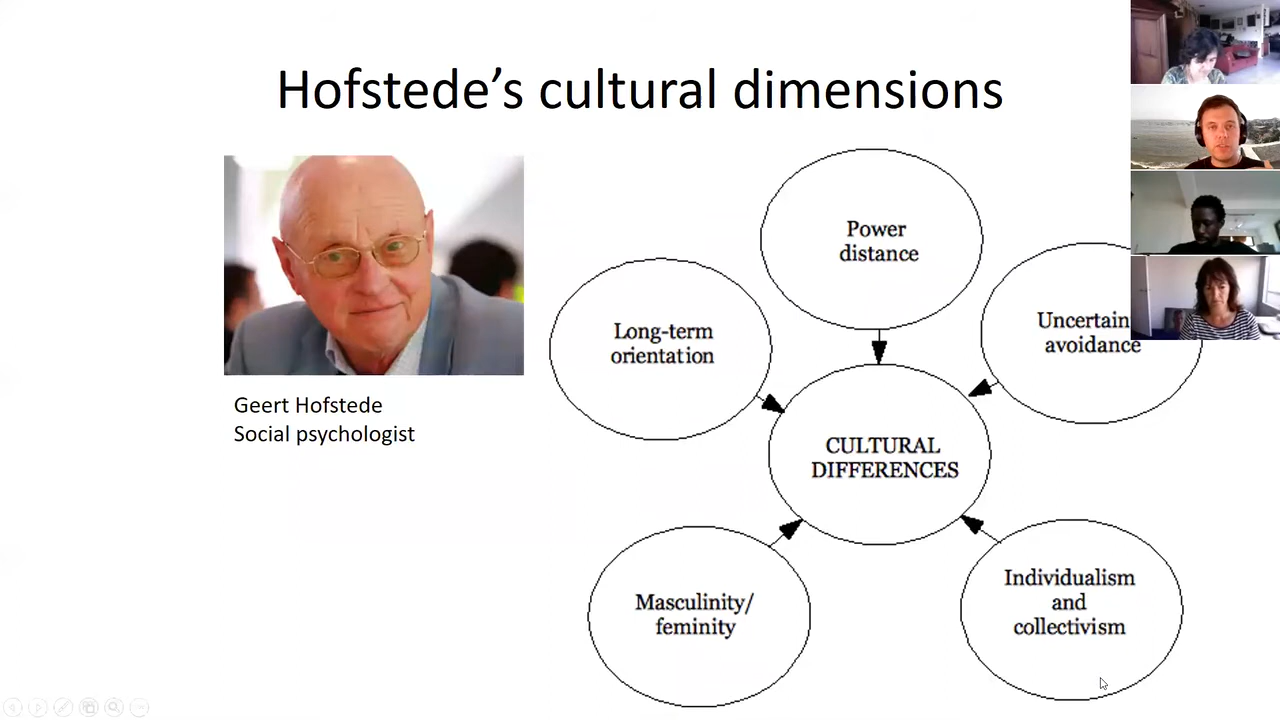 Hofstede's cultural dimensions
Geert Hofstede
Social psychologist
Power
distance
Long-term
orientation
avoidance
CULTURAL
DIFFERENCES
Masculinity/
feminity
Individualism
and
collectivism